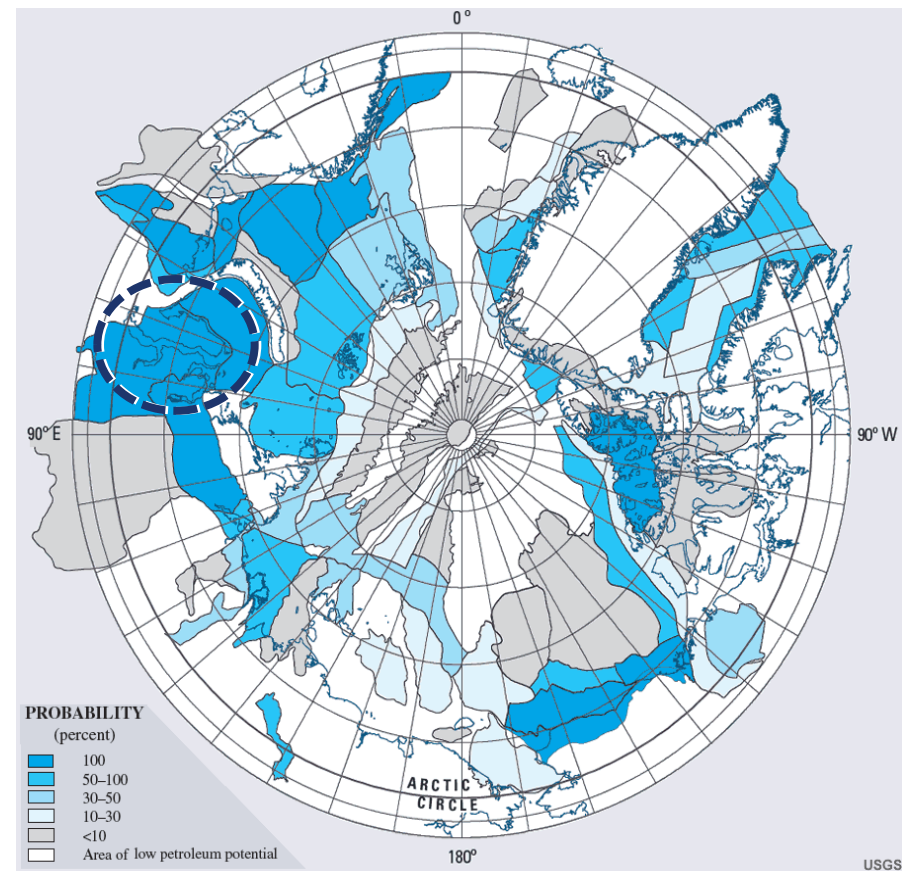 0°
90° E
90° W
ARCTIC
CIRCLE
180°
PROBABILITY
(percent)
100
50–100
30–50
10–30
<10
Area of low petroleum potential
USGS